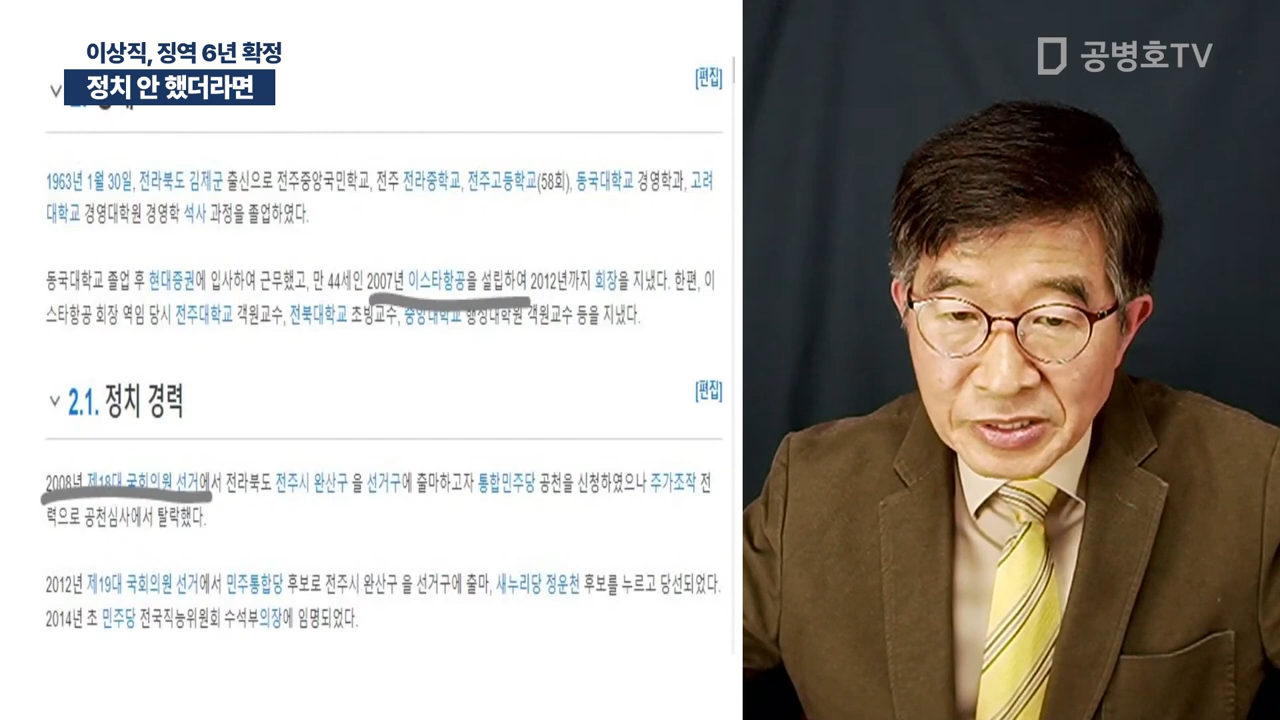 이상직, 징역 6년 확정
정치 안 했더라면
공병호TV
[편집]
1963년 1월 30일, 전라북도 김제군 출신으로 전주중앙국민학교, 전주 전라중학교, 전주고등학교(58회), 동국대학교 경영학과, 고려
대학교 경영대학원 경영학 석사 과정을 졸업하였다.
동국대학교 졸업 후 현대증권에 입사하여 근무했고, 만 44세인 2007년 이스타항공을 설립하여 2012년까지 회장을 지냈다. 한편, 이
스타항공 회장 역임 당시 전주대학교 객원교수, 전북대학교 초빙교수, 중앙대학교 행정대학원 객원교수 등을 지냈다.
2.1. 정치 경력
[편집]
2008년 제18대 국회의원 선거에서 전라북도 전주시 완산구 을 선거구에 출마하고자 통합민주당 공천을 신청하였으나 주가조작 전
력으로 공천심사에서 탈락했다.
2012년 제19대 국회의원 선거에서 민주통합당 후보로 전주시 완산구 을 선거구에 출마, 새누리당 정운천 후보를 누르고 당선되었다.
2014년 초 민주당 전국직능위원회 수석부의장에 임명되었다.